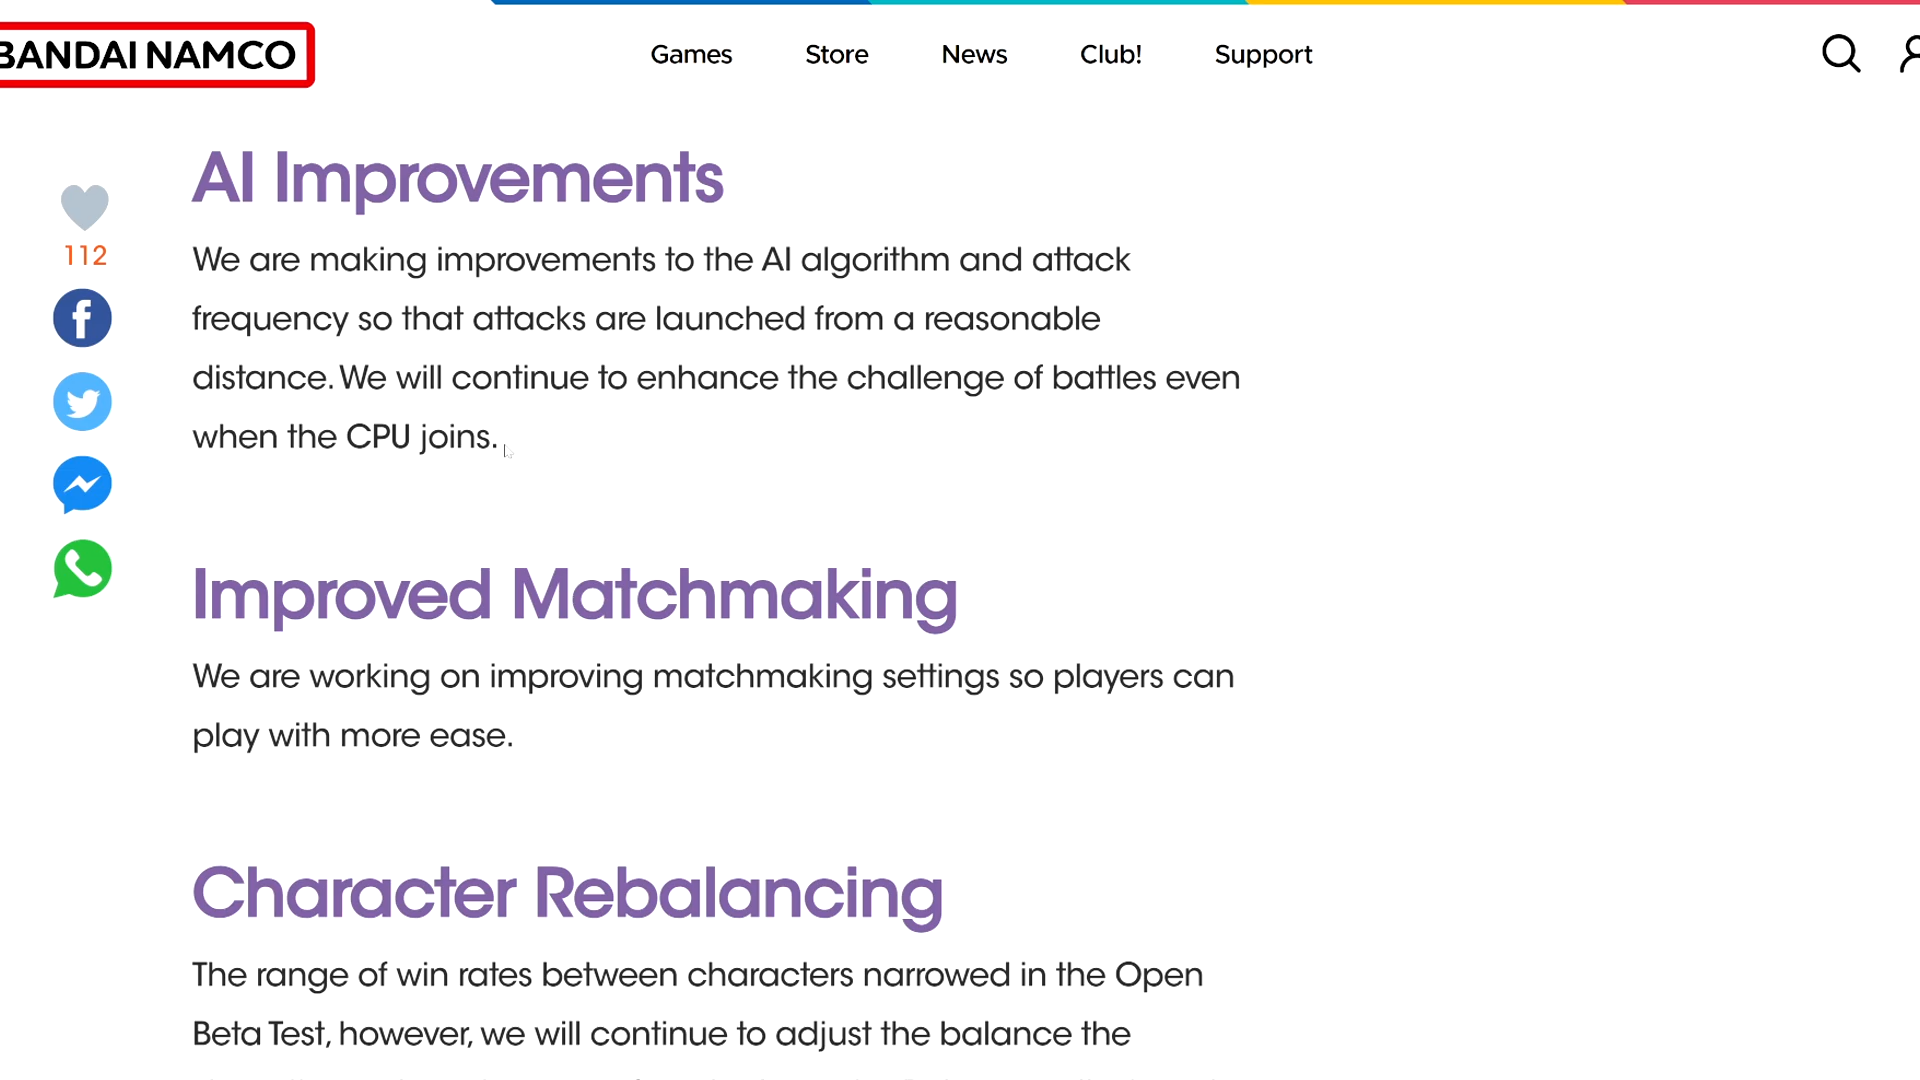 BANDAI NAMCO
Games Store News Club! Support
112
AI Improvements
We are making improvements to the AI algorithm and attack
frequency so that attacks are launched from a reasonable
distance. We will continue to enhance the challenge of battles even
when the CPU joins.
Improved Matchmaking
We are working on improving matchmaking settings so players can
play with more ease.
Character Rebalancing
The range of win rates between characters narrowed in the Open
Beta Test, however, we will continue to adjust the balance the